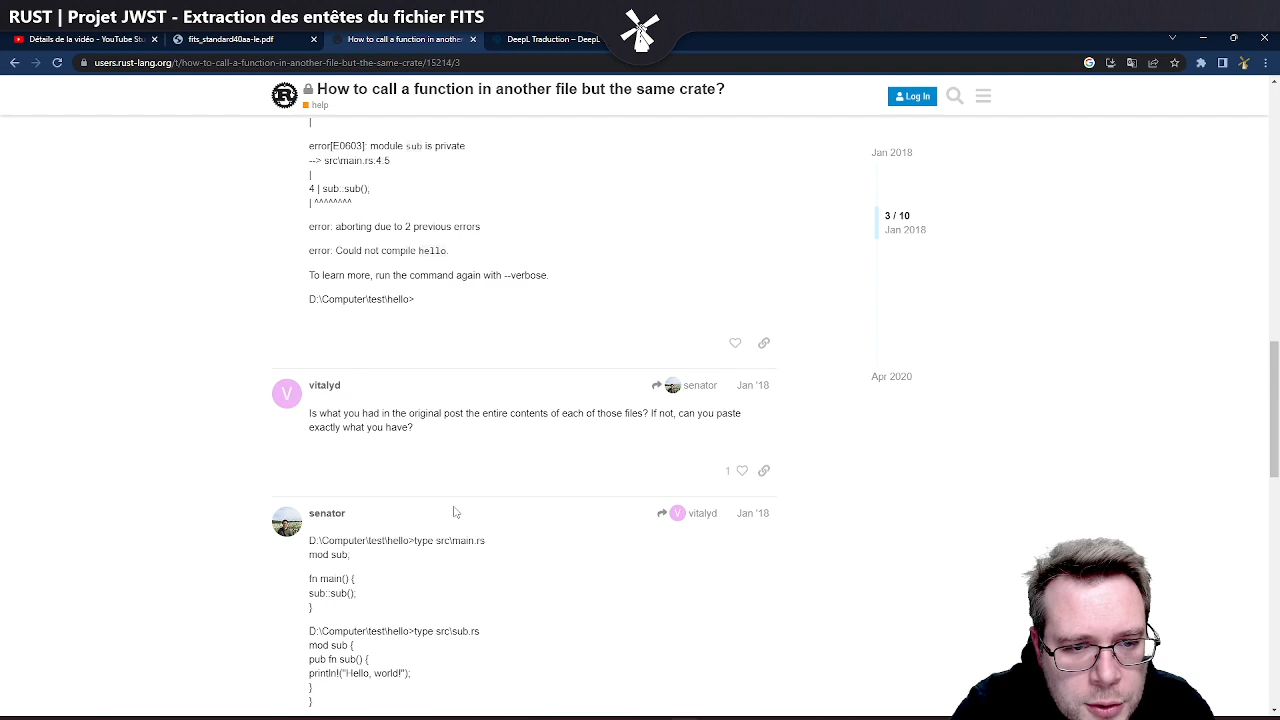 RUST | Projet JWST - Extraction des entêtes du fichier FITS
Détails de la vidéo - YouTube Stu
fits_standard40aa-le.pdf
How to call a function in another
DeepL Traduction – DeepL
users.rust-lang.org/t/how-to-call-a-function-in-another-file-but-the-same-crate/15214/3
How to call a function in another file but the same crate?
help
Log In
|
error[E0603]: module sub is private
--> src\main.rs:4:5
|
4 | sub::sub();
| ^^^^^^^^
error: aborting due to 2 previous errors
error: Could not compile hello.
To learn more, run the command again with --verbose.
D:\Computer\test\hello>
Jan 2018
3 / 10
Jan 2018
Apr 2020
V
vitalyd
senator
Jan '18
Is what you had in the original post the entire contents of each of those files? If not, can you paste
exactly what you have?
1
senator
V
vitalyd
Jan '18
D:\Computer\test\hello>type src\main.rs
mod sub;
fn main() {
sub::sub();
}
D:\Computer\test\hello>type src\sub.rs
mod sub {
pub fn sub() {
println!("Hello, world!");
}
}